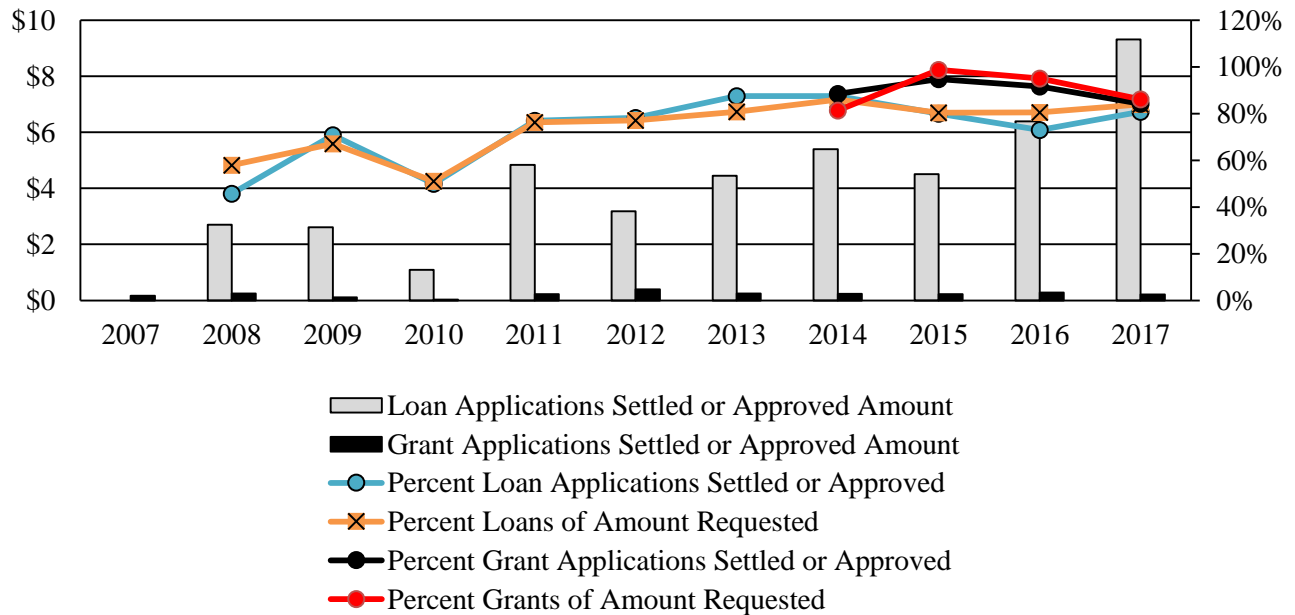 $10 120%
$8 100%
80%
$6
60%
$4
40%
$2 20%
$0 0%
2007 2008 2009 2010 2011 2012 2013 2014 2015 2016 2017
Loan Applications Settled or Approved Amount
Grant Applications Settled or Approved Amount
Percent Loan Applications Settled or Approved
Percent Loans of Amount Requested
Percent Grant Applications Settled or Approved
Percent Grants of Amount Requested